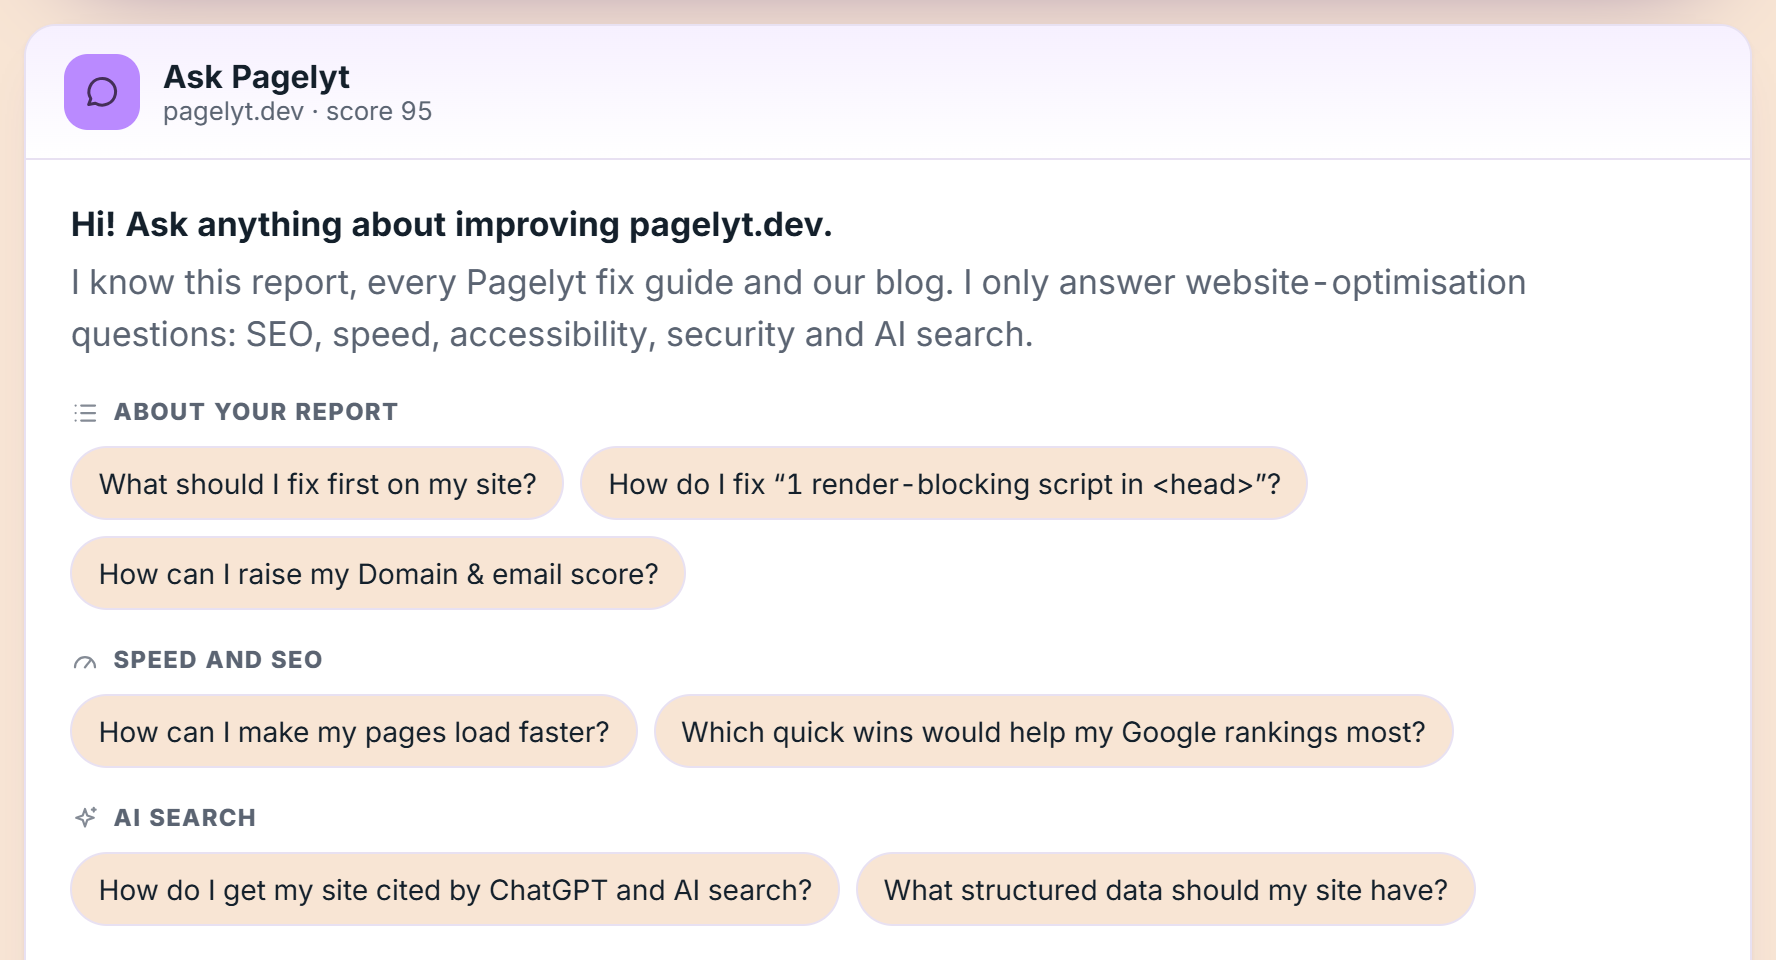 Ask Pagelyt
pagelyt.dev · score 95
Hi! Ask anything about improving pagelyt.dev.
I know this report, every Pagelyt fix guide and our blog. I only answer website-optimisation
questions: SEO, speed, accessibility, security and AI search.
ABOUT YOUR REPORT
What should I fix first on my site?
How do I fix “1 render-blocking script in <head>”?
How can I raise my Domain & email score?
SPEED AND SEO
How can I make my pages load faster?
Which quick wins would help my Google rankings most?
AI SEARCH
How do I get my site cited by ChatGPT and AI search?
What structured data should my site have?